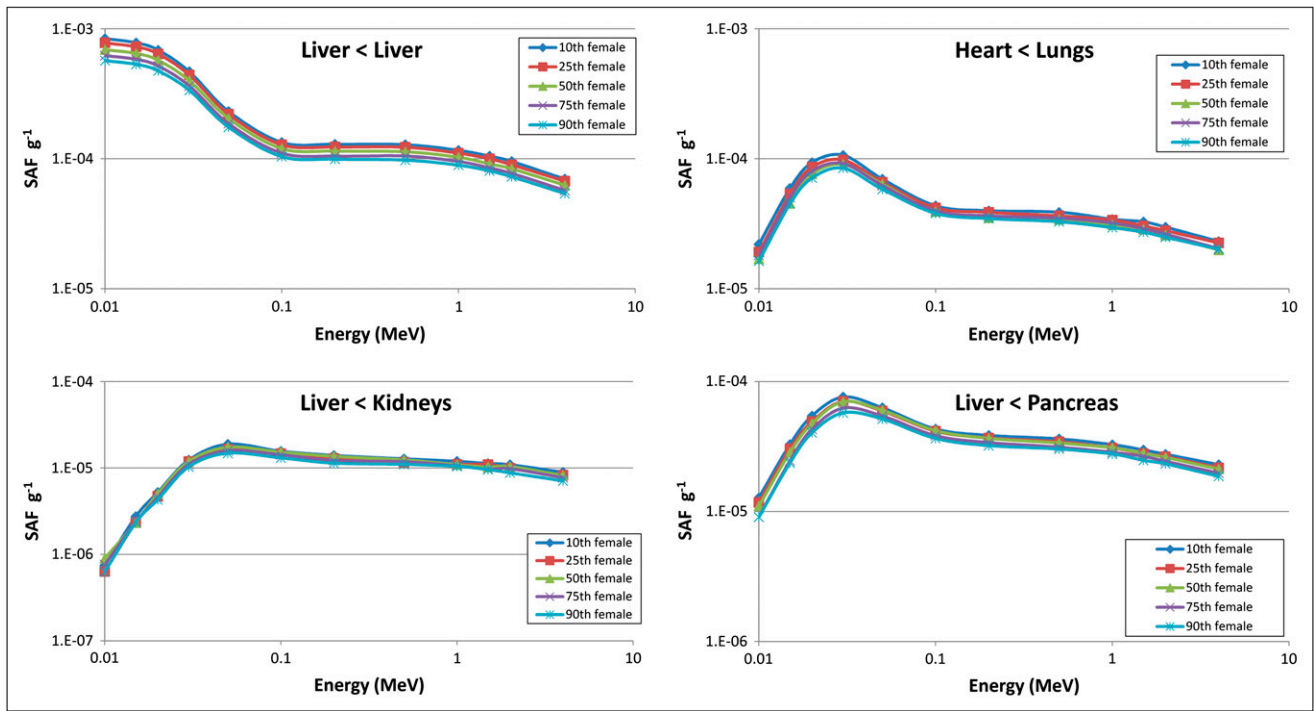 Liver < Liver
1.E-03
1.E-04
1.E-05
SAF g-1
0.01
0.1
1
10
Energy (MeV)
10th female
25th female
50th female
75th female
90th female
Heart < Lungs
1.E-03
1.E-04
1.E-05
SAF g-1
0.01
0.1
1
10
Energy (MeV)
10th female
25th female
50th female
75th female
90th female
Liver < Kidneys
1.E-04
1.E-05
1.E-06
1.E-07
SAF g-1
0.01
0.1
1
10
Energy (MeV)
10th female
25th female
50th female
75th female
90th female
Liver < Pancreas
1.E-04
1.E-05
1.E-06
SAF g-1
0.01
0.1
1
10
Energy (MeV)
10th female
25th female
50th female
75th female
90th female